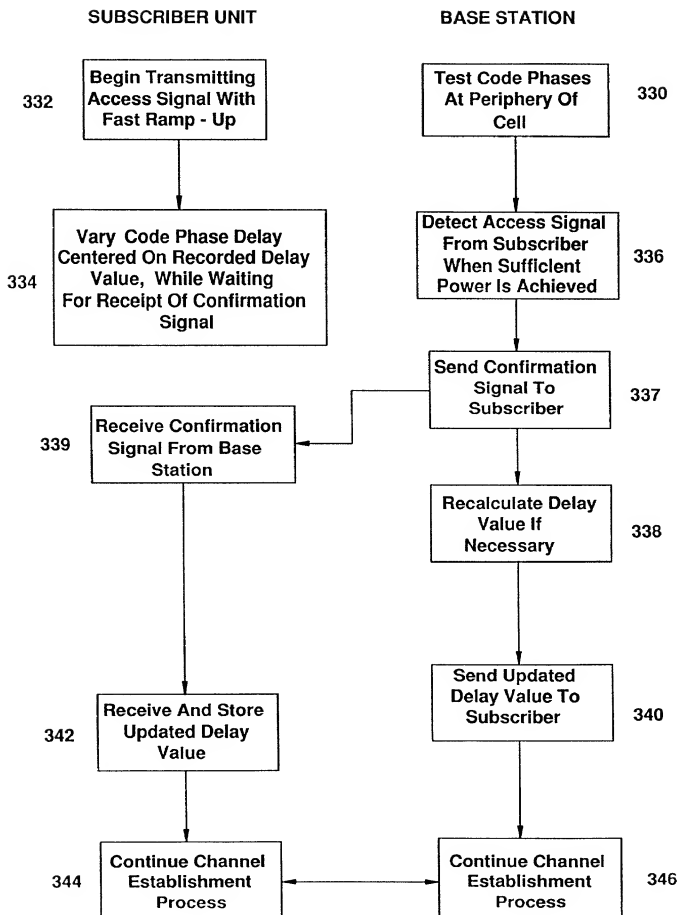 SUBSCRIBER UNIT
BASE STATION
332
Begin Transmitting
Access Signal With
Fast Ramp - Up
Test Code Phases
At Periphery Of
Cell
330
334
Vary Code Phase Delay
Centered On Recorded Delay
Value, While Waiting
For Receipt Of Confirmation
Signal
Detect Access Signal
From Subscriber
When Sufficient
Power Is Achieved
336
Send Confirmation
Signal To
Subscriber
337
339
Receive Confirmation
Signal From Base
Station
Recalculate Delay
Value If
Necessary
338
Send Updated
Delay Value To
Subscriber
340
342
Receive And Store
Updated Delay
Value
344
Continue Channel
Establishment
Process
Continue Channel
Establishment
Process
346